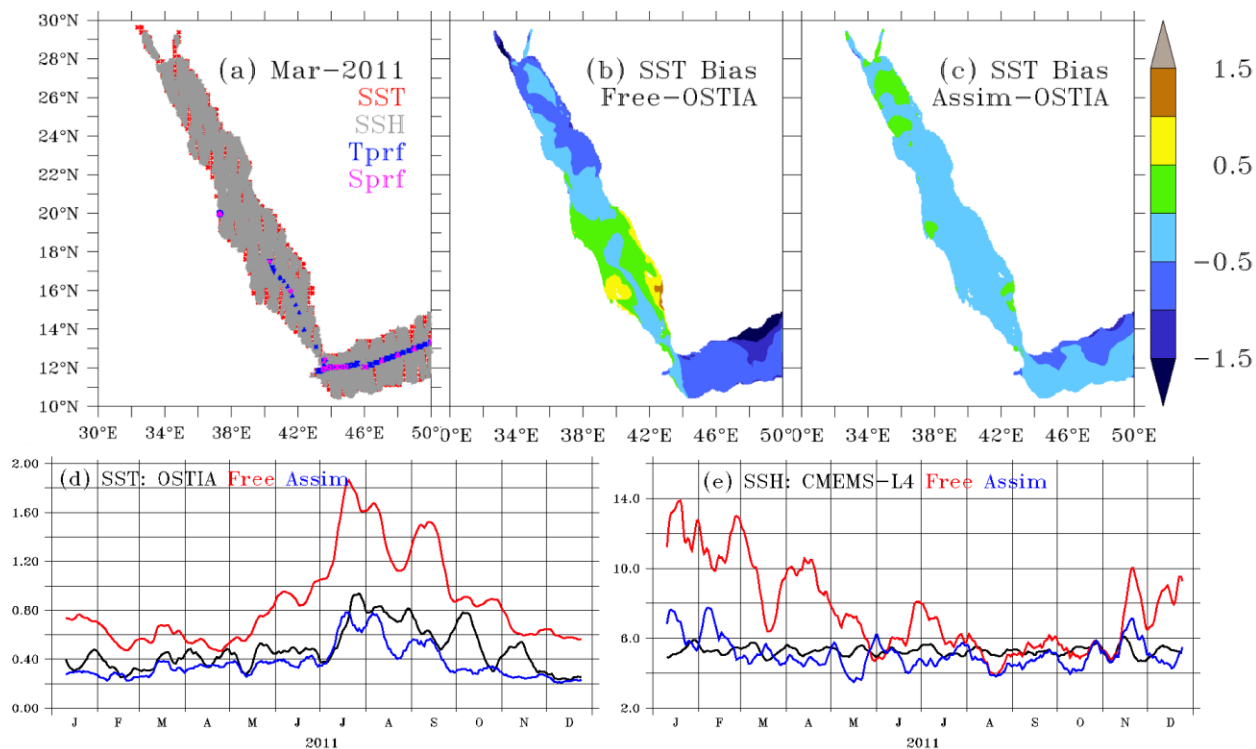 30°N
28°N
26°N
24°N
22°N
20°N
18°N
16°N
14°N
12°N
10°N
(a) Mar-2011
SST
SSH
Tprf
Sprf
(b) SST Bias
Free-OSTIA
(c) SST Bias
Assim-OSTIA
1.5
0.5
-0.5
-1.5
30°E 34°E 38°E 42°E 46°E 50°E 34°E 38°E 42°E 46°E 50°E 34°E 38°E 42°E 46°E 50°E
(d) SST: OSTIA Free Assim
2.00
1.60
1.20
0.80
0.40
0.00
J F M A M J J A S O N D
2011
(e) SSH: CMEMS-L4 Free Assim
14.0
10.0
6.0
2.0
J F M A M J J A S O N D
2011